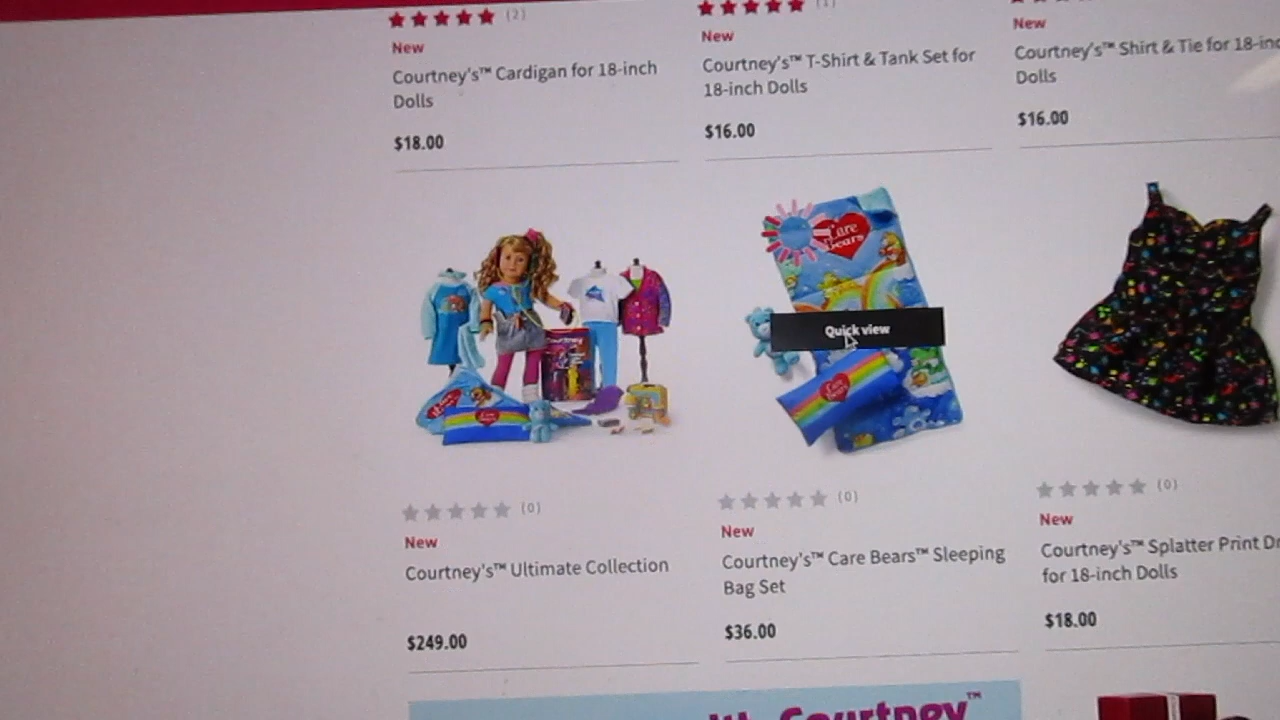 (2)
New
Courtney's™ Cardigan for 18-inch
Dolls
$18.00
(1)
New
Courtney's™ T-Shirt & Tank Set for
18-inch Dolls
$16.00
New
Courtney's™ Shirt & Tie for 18-inc
Dolls
$16.00
Care
Bears
Quick view
Courtney
(0)
New
Courtney's™ Ultimate Collection
$249.00
(0)
New
Courtney's™ Care Bears™ Sleeping
Bag Set
$36.00
(0)
New
Courtney's™ Splatter Print Dr
for 18-inch Dolls
$18.00
Courtney™